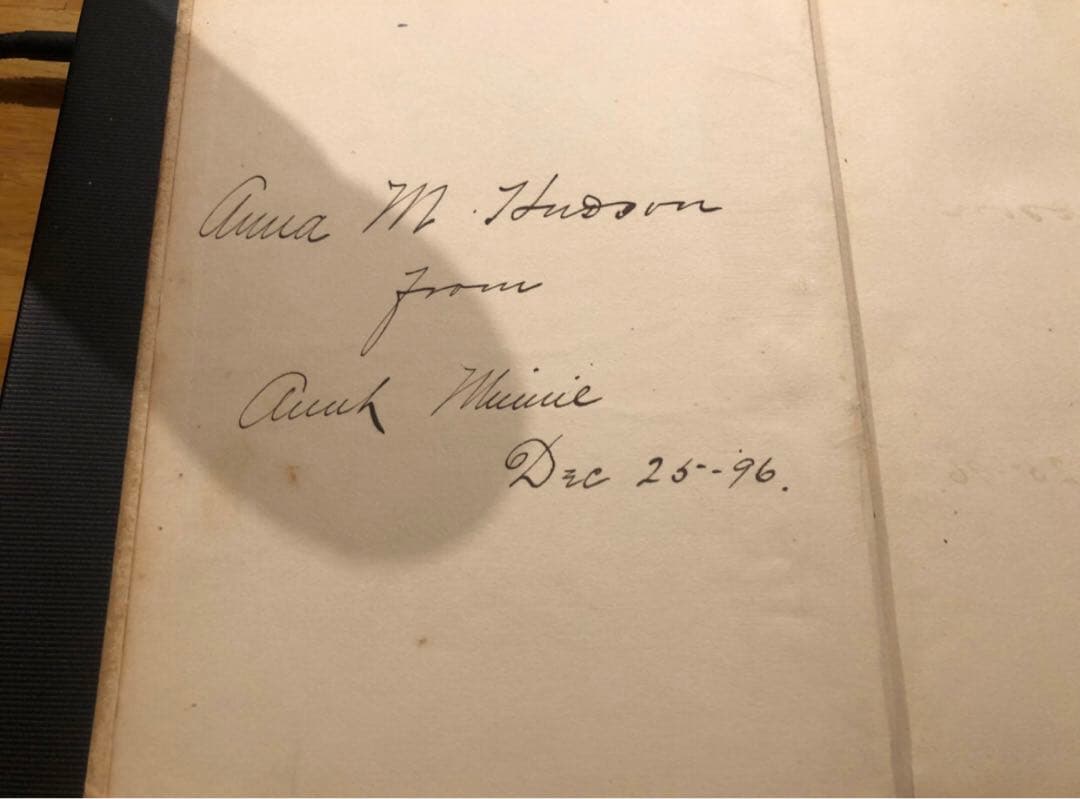 Anna M. Hudson
from
Aunt Minnie
Dec 25--96.